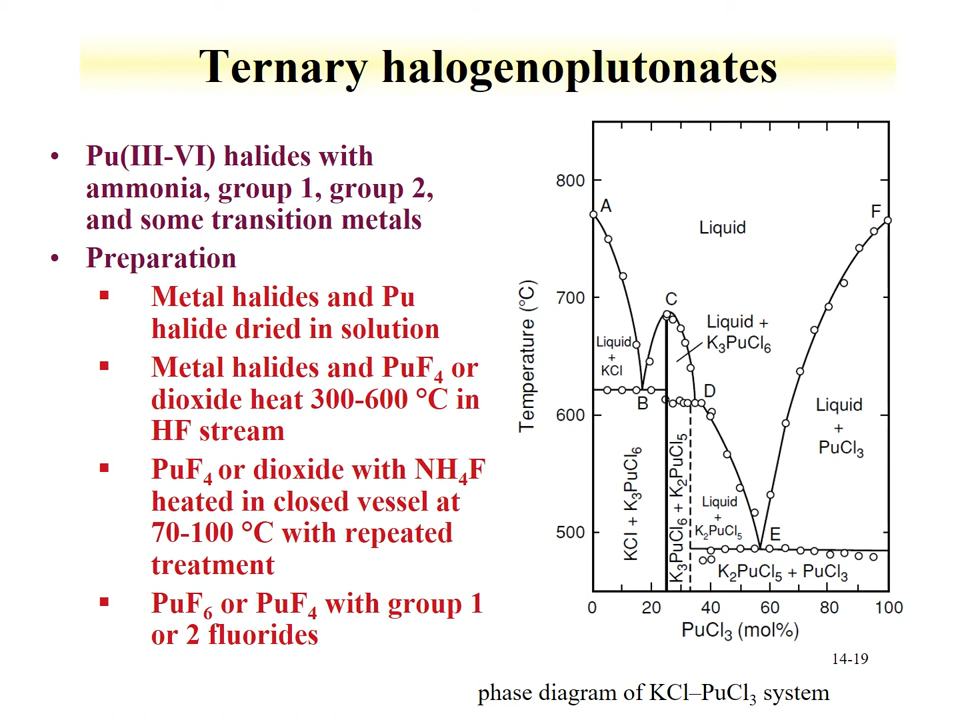 Ternary halogenoplutonates
• Pu(III-VI) halides with
ammonia, group 1, group 2,
and some transition metals
• Preparation
▪ Metal halides and Pu
halide dried in solution
▪ Metal halides and PuF₄ or
dioxide heat 300-600 °C in
HF stream
▪ PuF₄ or dioxide with NH₄F
heated in closed vessel at
70-100 °C with repeated
treatment
▪ PuF₆ or PuF₄ with group 1
or 2 fluorides
Temperature (°C)
800
700
600
500
A
F
Liquid
C
Liquid +
K₃PuCl₆
Liquid
+
KCl
B
D
Liquid
+
PuCl₃
KCl + K₃PuCl₆
K₃PuCl₆ + K₂PuCl₅
Liquid
+
K₂PuCl₅
E
K₂PuCl₅ + PuCl₃
0 20 40 60 80 100
PuCl₃ (mol%)
14-19
phase diagram of KCl–PuCl₃ system